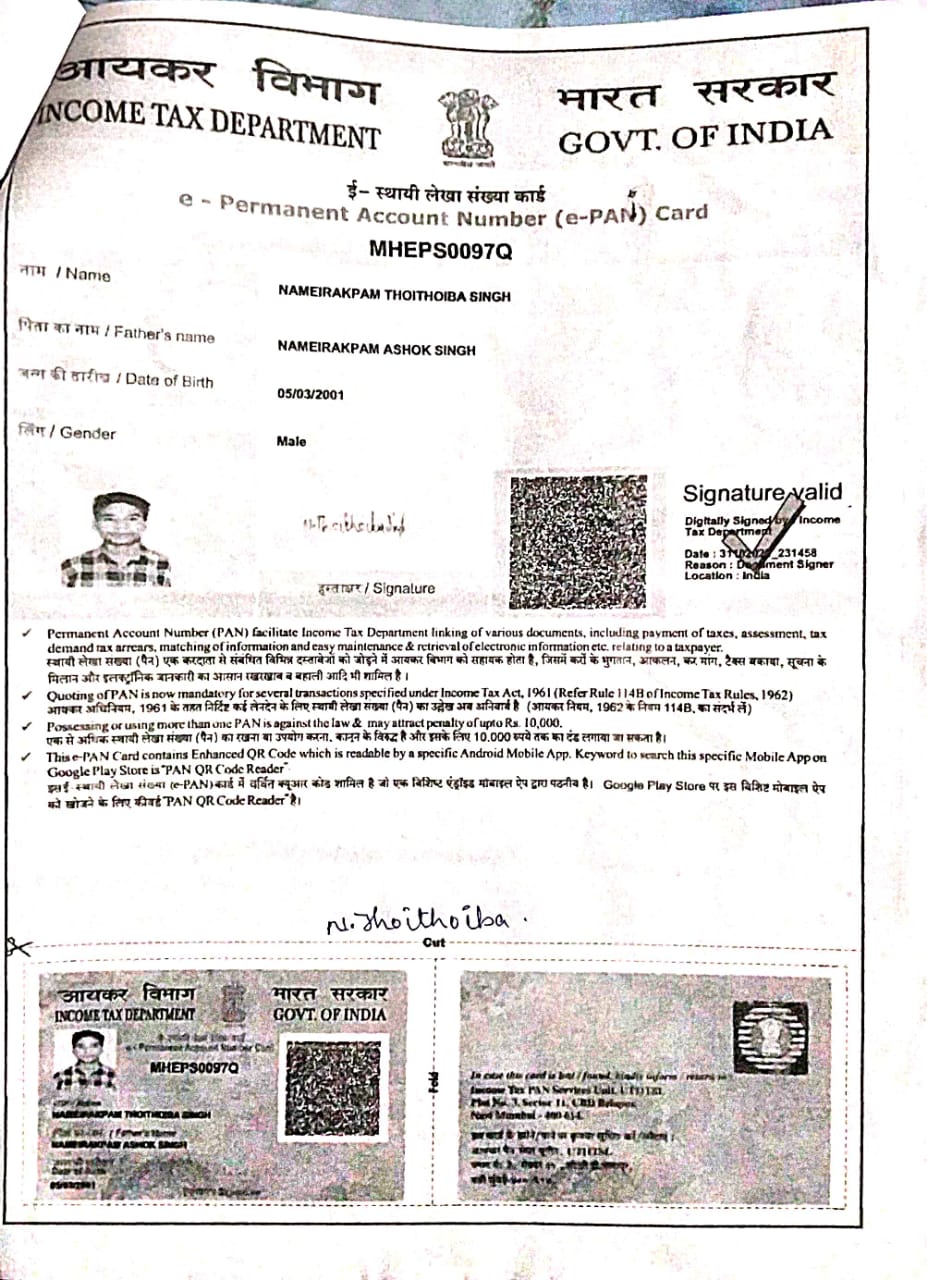 आयकर विभाग
INCOME TAX DEPARTMENT
भारत सरकार
GOVT. OF INDIA
ई- स्थायी लेखा संख्या कार्ड
e - Permanent Account Number (e-PAN) Card
MHEPS0097Q
नाम / Name
NAMEIRAKPAM THOITHOIBA SINGH
पिता का नाम / Father's name
NAMEIRAKPAM ASHOK SINGH
जन्म की तारीख / Date of Birth
05/03/2001
लिंग / Gender
Male
हस्ताक्षर / Signature
Signature valid
Digitally Signed by Income
Tax Department
Date : 231458
Reason : Document Signer
Location : India
✓ Permanent Account Number (PAN) facilitate Income Tax Department linking of various documents, including payment of taxes, assessment, tax
demand tax arrears, matching of information and easy maintenance & retrieval of electronic information etc. relating to a taxpayer.
स्थायी लेखा संख्या (पैन) एक करदाता से संबंधित विभिन्न दस्तावेजों को जोड़ने में आयकर विभाग को सहायक होता है, जिसमें करों के भुगतान, आकलन, कर मांग, टैक्स बकाया, सूचना के
मिलान और इलक्ट्रॉनिक जानकारी का आसान रखरखाव व बहाली आदि भी शामिल है ।
✓ Quoting of PAN is now mandatory for several transactions specified under Income Tax Act, 1961 (Refer Rule 114B of Income Tax Rules, 1962)
आयकर अधिनियम, 1961 के तहत निर्दिष्ट कई लेनदेन के लिए स्थायी लेखा संख्या (पैन) का उल्लेख अब अनिवार्य है (आयकर नियम, 1962 के नियम 114B, का संदर्भ लें)
✓ Possessing or using more than one PAN is against the law & may attract penalty of upto Rs. 10,000.
एक से अधिक स्थायी लेखा संख्या (पैन) का रखना या उपयोग करना, कानून के विरुद्ध है और इसके लिए 10,000 रुपये तक का दंड लगाया जा सकता है।
✓ This e-PAN Card contains Enhanced QR Code which is readable by a specific Android Mobile App. Keyword to search this specific Mobile App on
Google Play Store is "PAN QR Code Reader"
इस ई- स्थायी लेखा संख्या (e-PAN) कार्ड में वर्धित क्यूआर कोड शामिल है जो एक विशिष्ट एंड्रॉइड मोबाइल ऐप द्वारा पठनीय है। Google Play Store पर इस विशिष्ट मोबाइल ऐप
को खोजने के लिए कीवर्ड "PAN QR Code Reader" है।
N. Thoithoiba .
Cut
आयकर विभाग
INCOME TAX DEPARTMENT
भारत सरकार
GOVT. OF INDIA
e - Permanent Account Number Card
MHEPS0097Q
NAMEIRAKPAM THOITHOIBA SINGH
/ Father's Name
NAMEIRAKPAM ASHOK SINGH
05/03/2001
Fold
In case this card is lost / found, kindly inform / return to :
Income Tax PAN Services Unit, UTIITSL
Plot No. 3, Sector 11, CBD Belapur,
Navi Mumbai - 400 614.